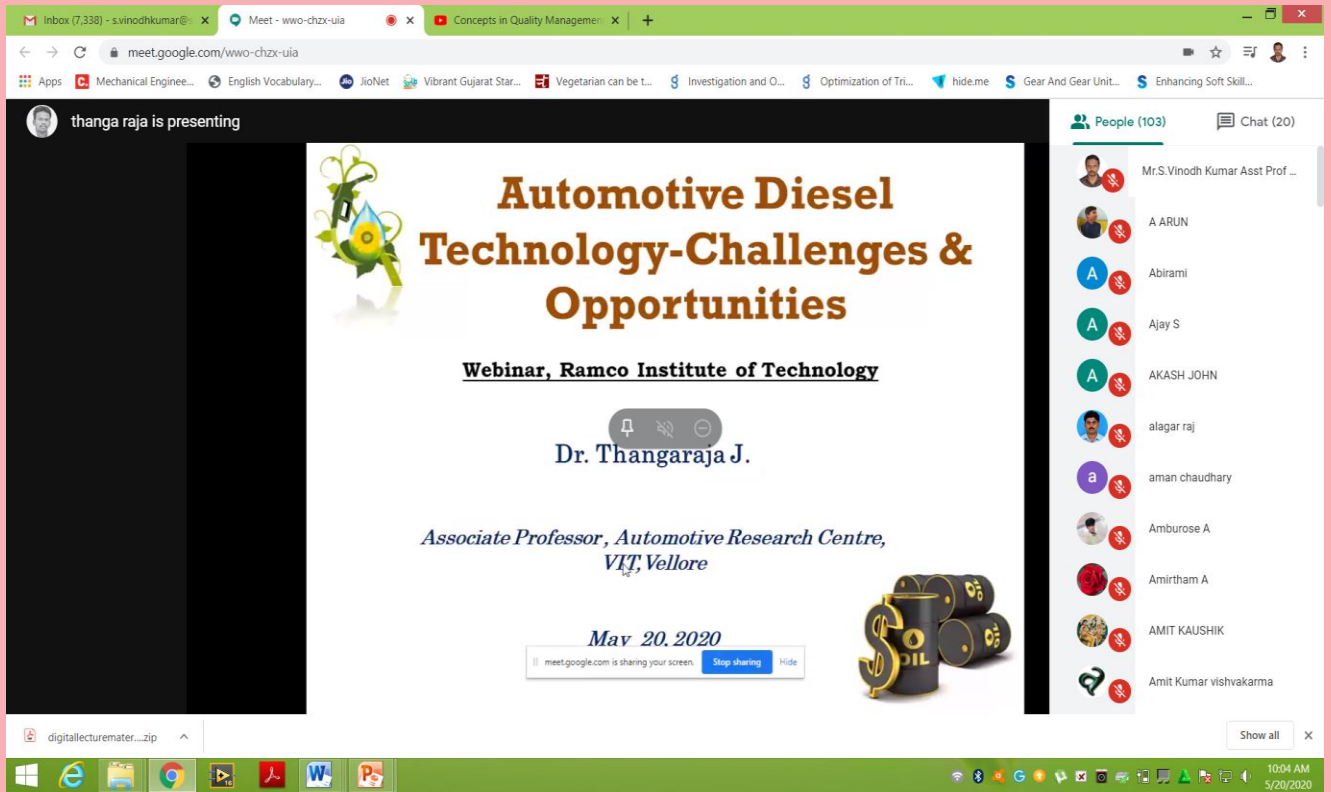 Inbox (7,338) - s.vinodhkumar@s
Meet - wwo-chzx-uia
Concepts in Quality Managemen
meet.google.com/wwo-chzx-uia
Apps
Mechanical Enginee...
English Vocabulary...
Jio
JioNet
Vibrant Gujarat Star...
Vegetarian can be t...
Investigation and O...
Optimization of Tri...
hide.me
Gear And Gear Unit...
Enhancing Soft Skill...
thanga raja is presenting
People (103)
Chat (20)
Automotive Diesel
Technology-Challenges &
Opportunities
Webinar, Ramco Institute of Technology
Dr. Thangaraja J.
Associate Professor, Automotive Research Centre,
VIT, Vellore
May 20, 2020
meet.google.com is sharing your screen.
Stop sharing
Hide
$
OIL
OIL
Mr.S.Vinodh Kumar Asst Prof ...
A ARUN
A
Abirami
A
Ajay S
A
AKASH JOHN
alagar raj
a
aman chaudhary
Amburose A
Amirtham A
AMIT KAUSHIK
Amit Kumar vishvakarma
digitallecturemater....zip
Show all
10:04 AM
5/20/2020